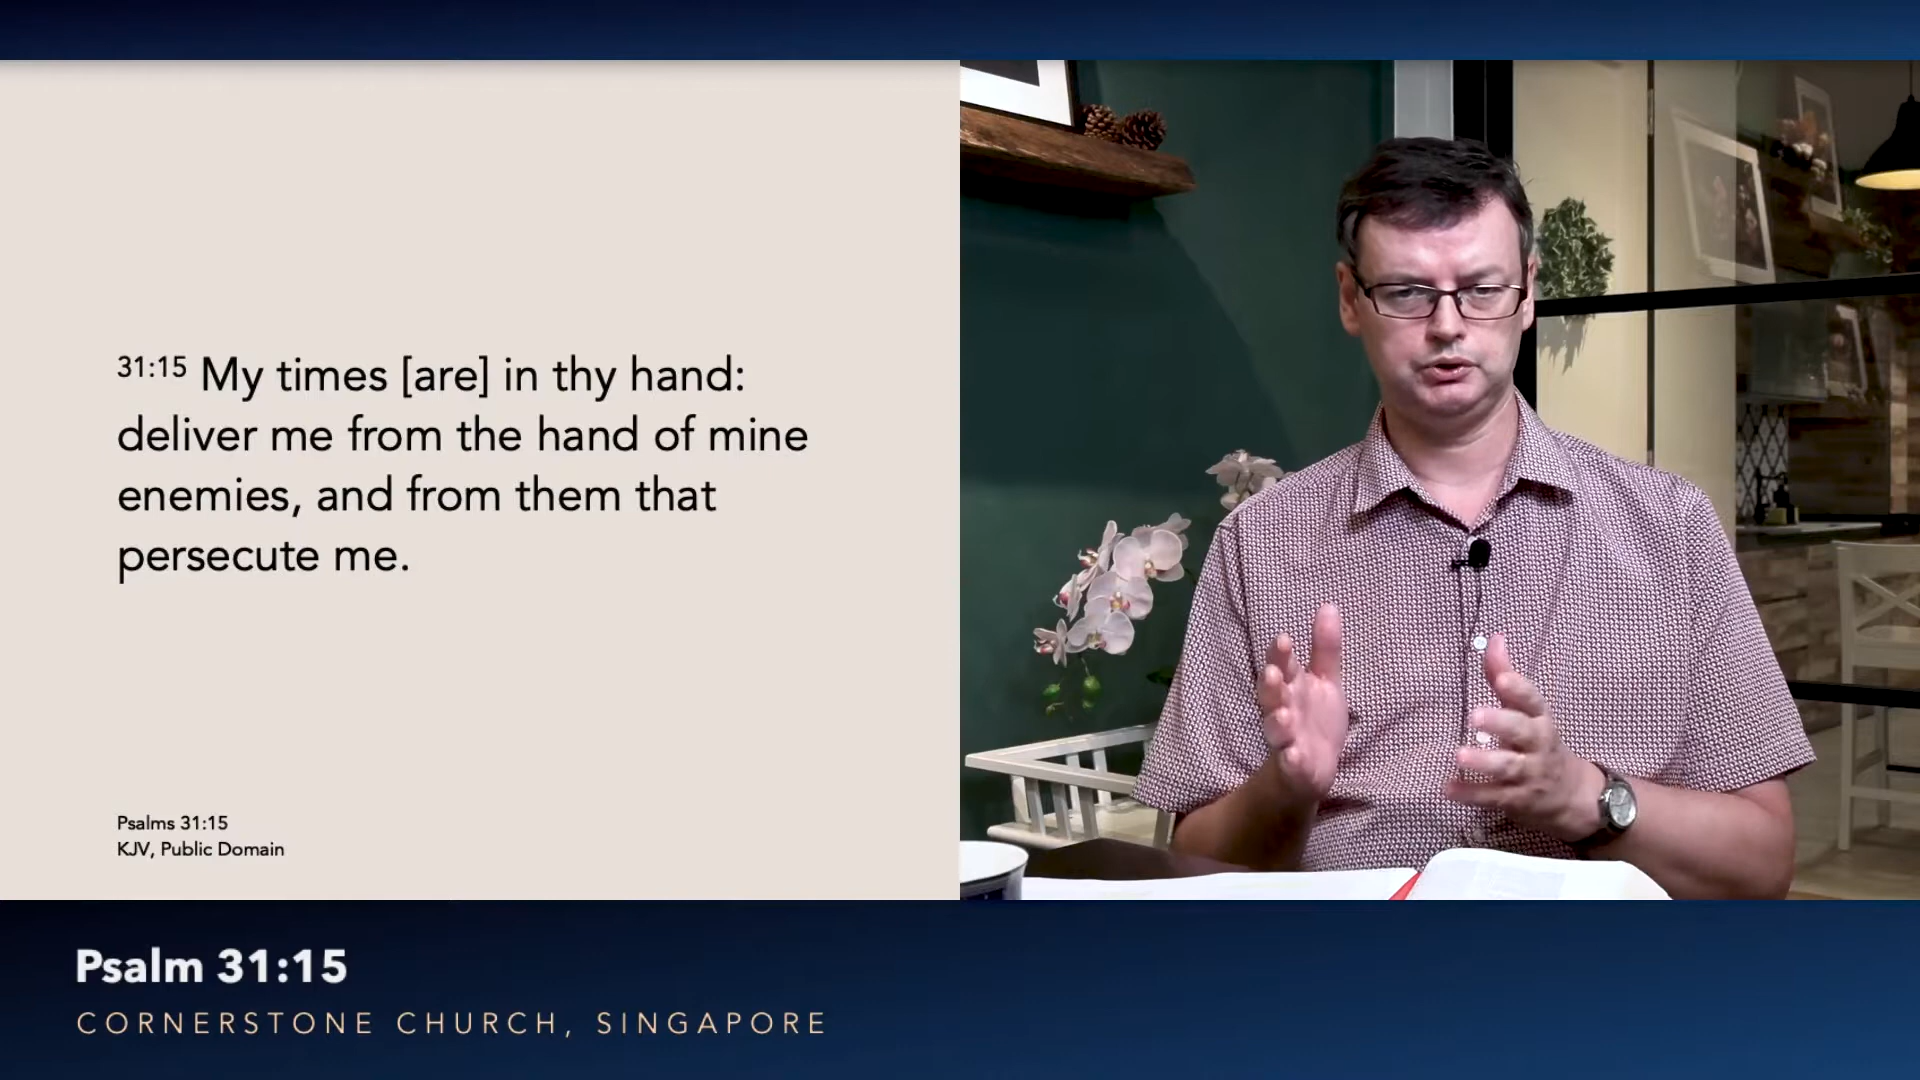 31:15 My times [are] in thy hand:
deliver me from the hand of mine
enemies, and from them that
persecute me.
Psalms 31:15
KJV, Public Domain
Psalm 31:15
CORNERSTONE CHURCH, SINGAPORE